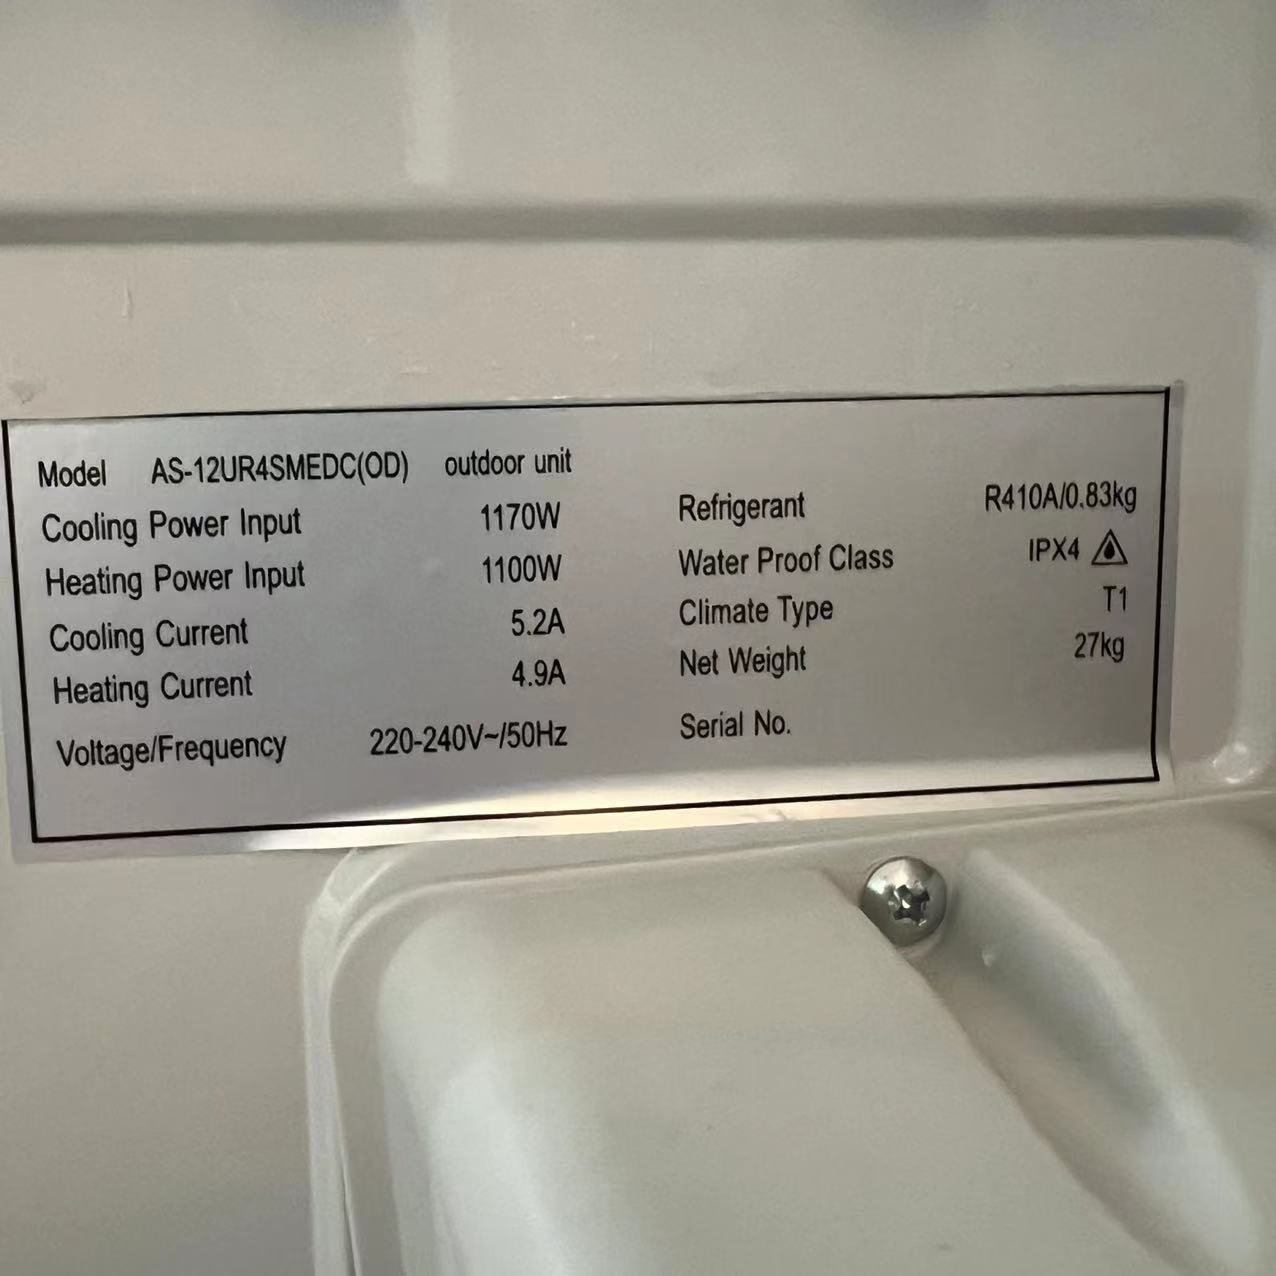 Model AS-12UR4SMEDC(OD) outdoor unit
Cooling Power Input 1170W
Heating Power Input 1100W
Cooling Current 5.2A
Heating Current 4.9A
Voltage/Frequency 220-240V~/50Hz
Refrigerant R410A/0.83kg
Water Proof Class IPX4
Climate Type T1
Net Weight 27kg
Serial No.